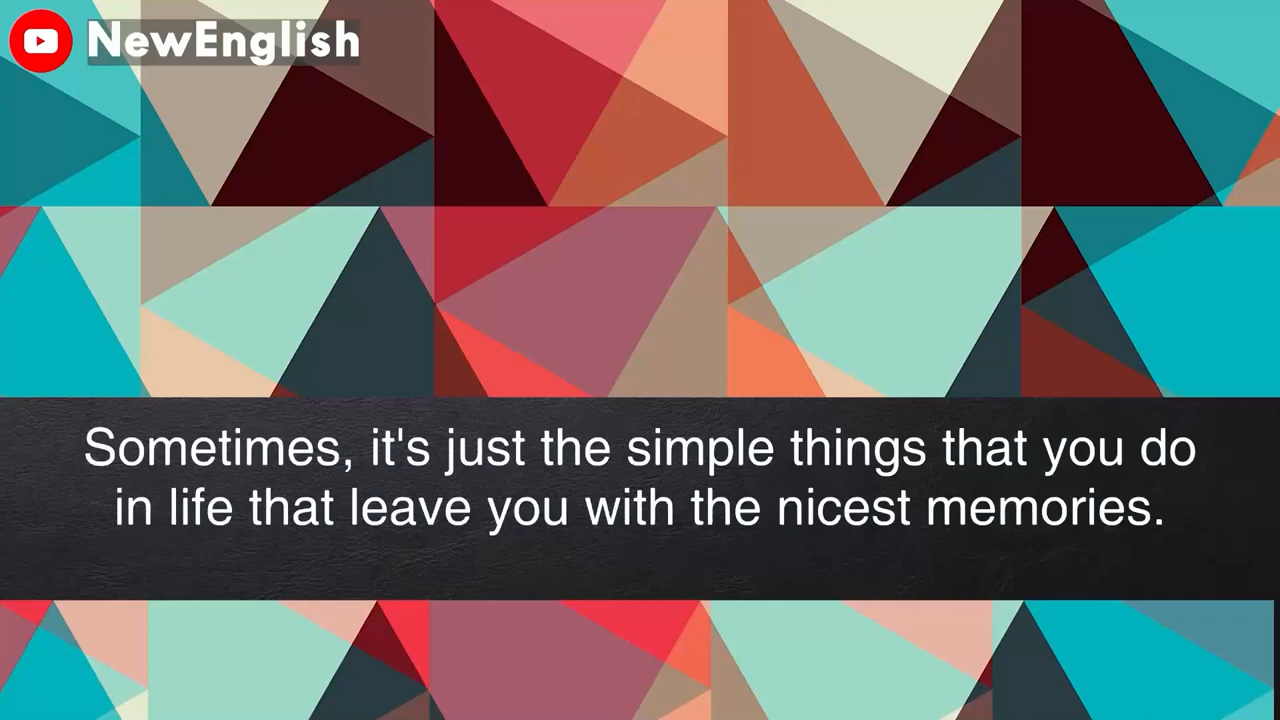 NewEnglish
Sometimes, it's just the simple things that you do
in life that leave you with the nicest memories.